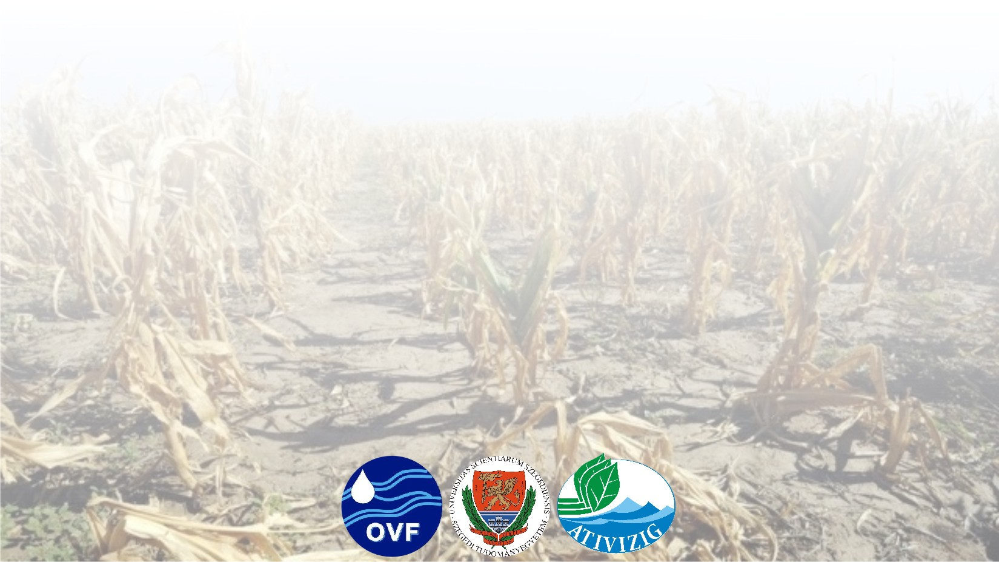 OVF
UNIVERSITAS SCIENTIARUM SZEGEDIENSIS
SZEGEDI TUDOMÁNYEGYETEM
ATIVIZIG